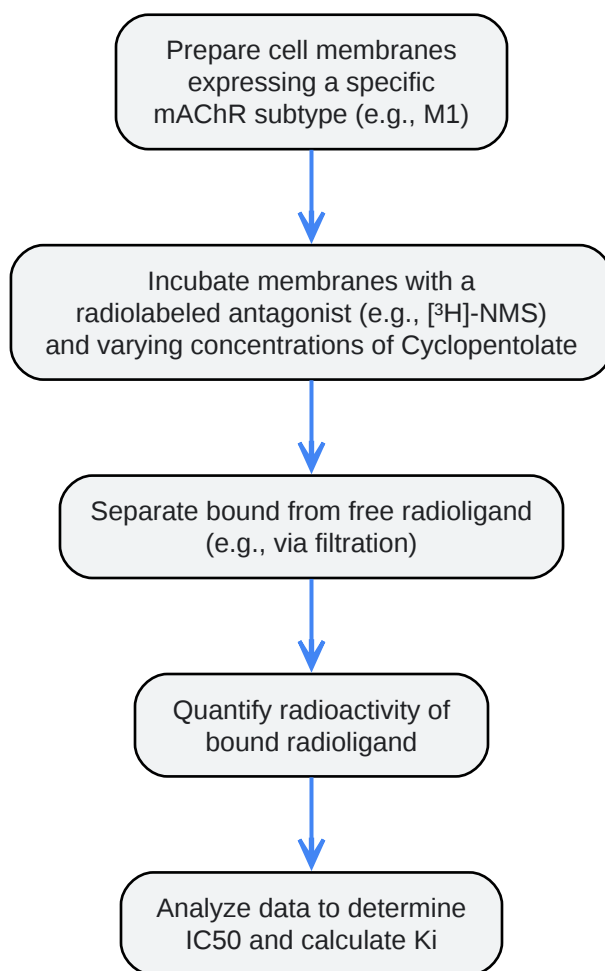 Prepare cell membranes
expressing a specific
mAChR subtype (e.g., M1)
Incubate membranes with a
radiolabeled antagonist (e.g., [³H]-NMS)
and varying concentrations of Cyclopentolate
Separate bound from free radioligand
(e.g., via filtration)
Quantify radioactivity of
bound radioligand
Analyze data to determine
IC50 and calculate Ki